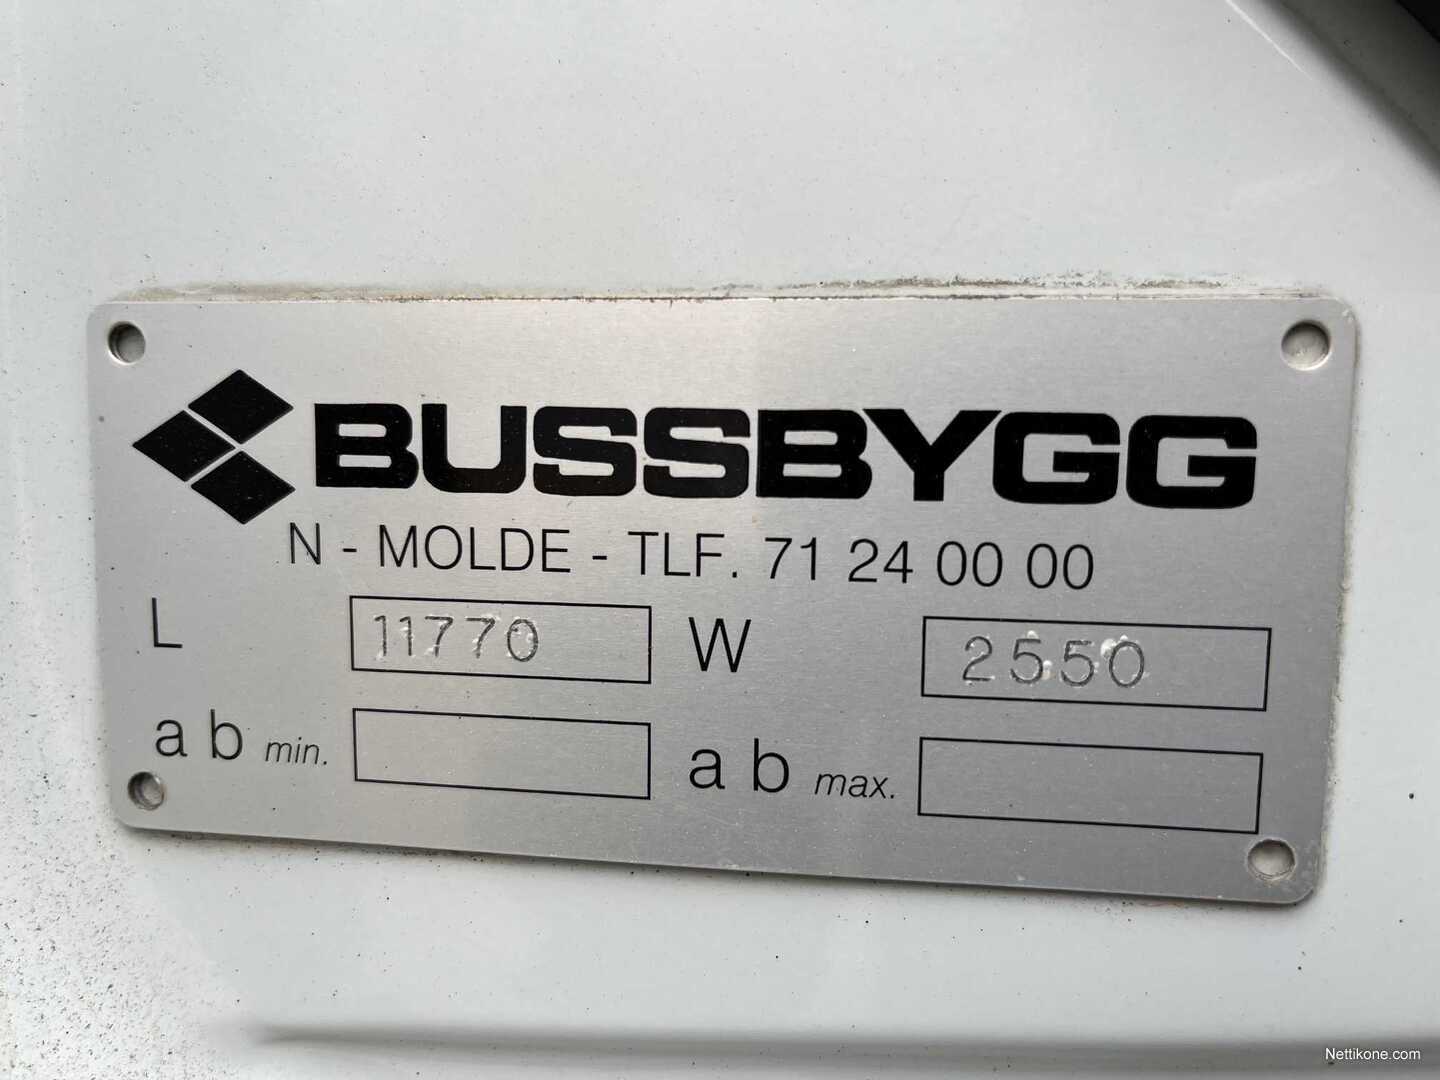 BUSSBYGG
N - MOLDE - TLF. 71 24 00 00
L 11770 W 2550
a b min. a b max.
Nettikone.com